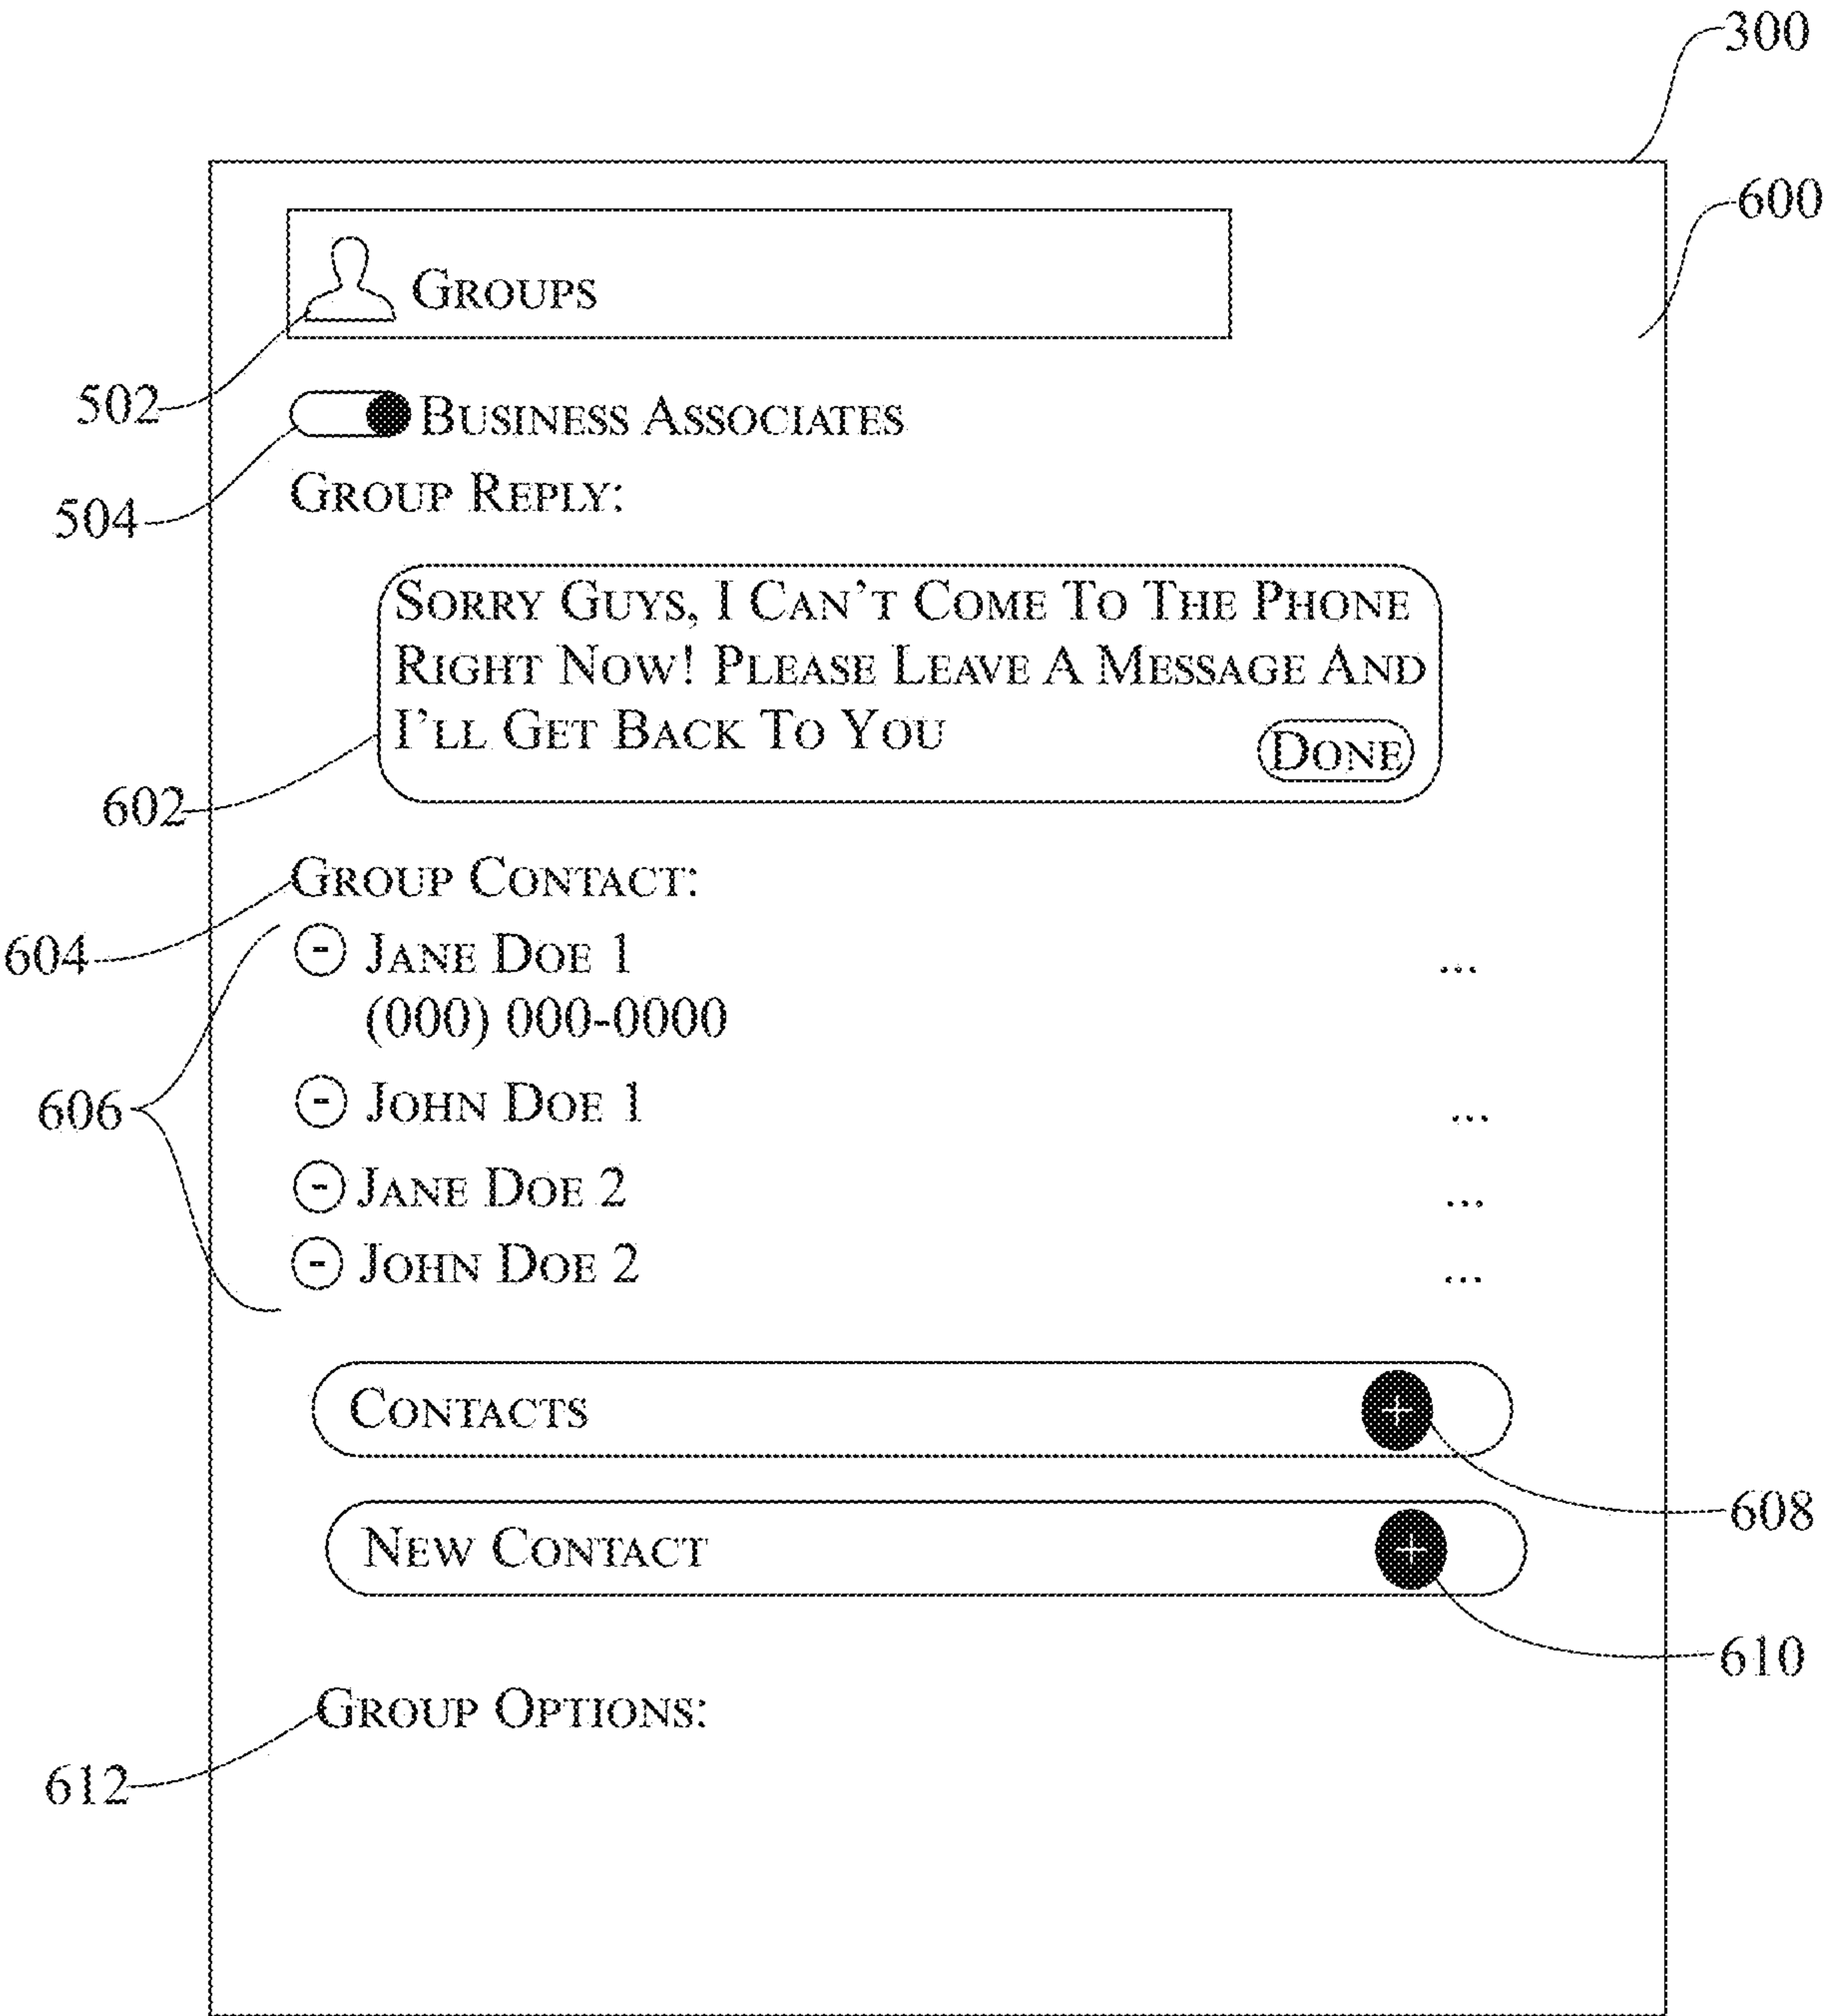 300
600
GROUPS
502
BUSINESS ASSOCIATES
504
GROUP REPLY:
SORRY GUYS, I CAN'T COME TO THE PHONE
RIGHT NOW! PLEASE LEAVE A MESSAGE AND
I'LL GET BACK TO YOU
DONE
602
GROUP CONTACT:
604
- JANE DOE 1 ...
(000) 000-0000
606
- JOHN DOE 1 ...
- JANE DOE 2 ...
- JOHN DOE 2 ...
CONTACTS +
608
NEW CONTACT +
610
GROUP OPTIONS:
612